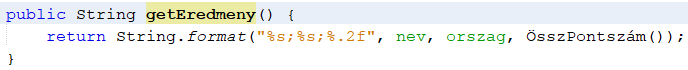 public String getEredmeny() {
    return String.format("%s;%s;%.2f", nev, orszag, ÖsszPontszám());
}